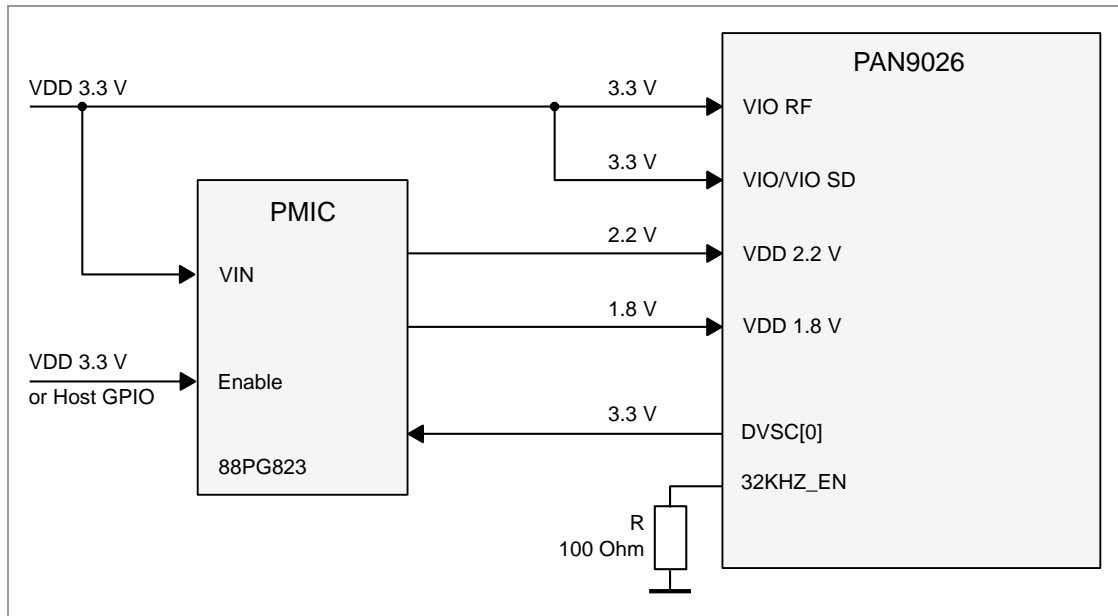 PAN9026
VDD 3.3 V
3.3 V
VIO RF
3.3 V
VIO/VIO SD
PMIC
2.2 V
VDD 2.2 V
VIN
1.8 V
VDD 1.8 V
VDD 3.3 V
or Host GPIO
Enable
3.3 V
DVSC[0]
88PG823
32KHZ_EN
R
100 Ohm